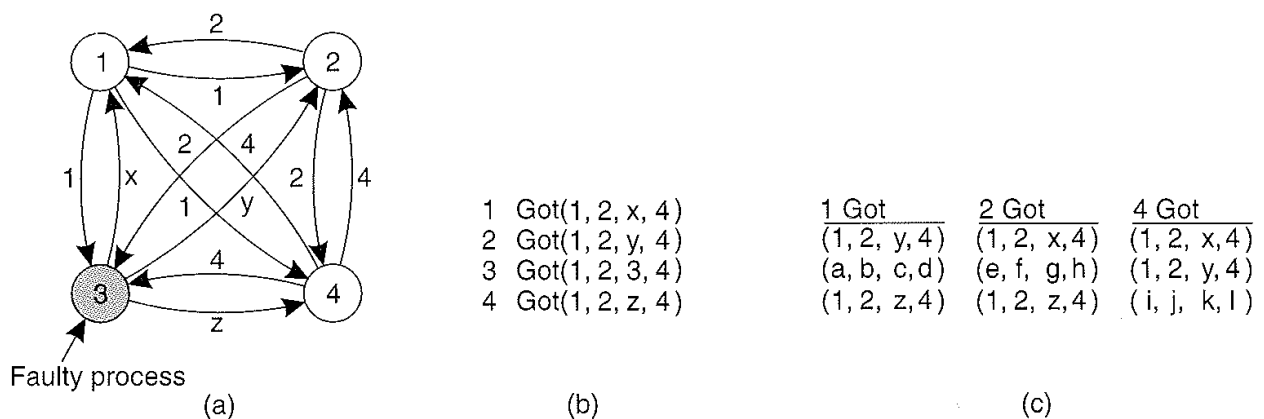 2
1
2
1
1
x
2
4
2
4
1
y
4
3
4
z
Faulty process
(a)
1 Got(1, 2, x, 4)
2 Got(1, 2, y, 4)
3 Got(1, 2, 3, 4)
4 Got(1, 2, z, 4)
(b)
1 Got 2 Got 4 Got
(1, 2, y, 4) (1, 2, x, 4) (1, 2, x, 4)
(a, b, c, d) (e, f, g, h) (1, 2, y, 4)
(1, 2, z, 4) (1, 2, z, 4) (i, j, k, l)
(c)